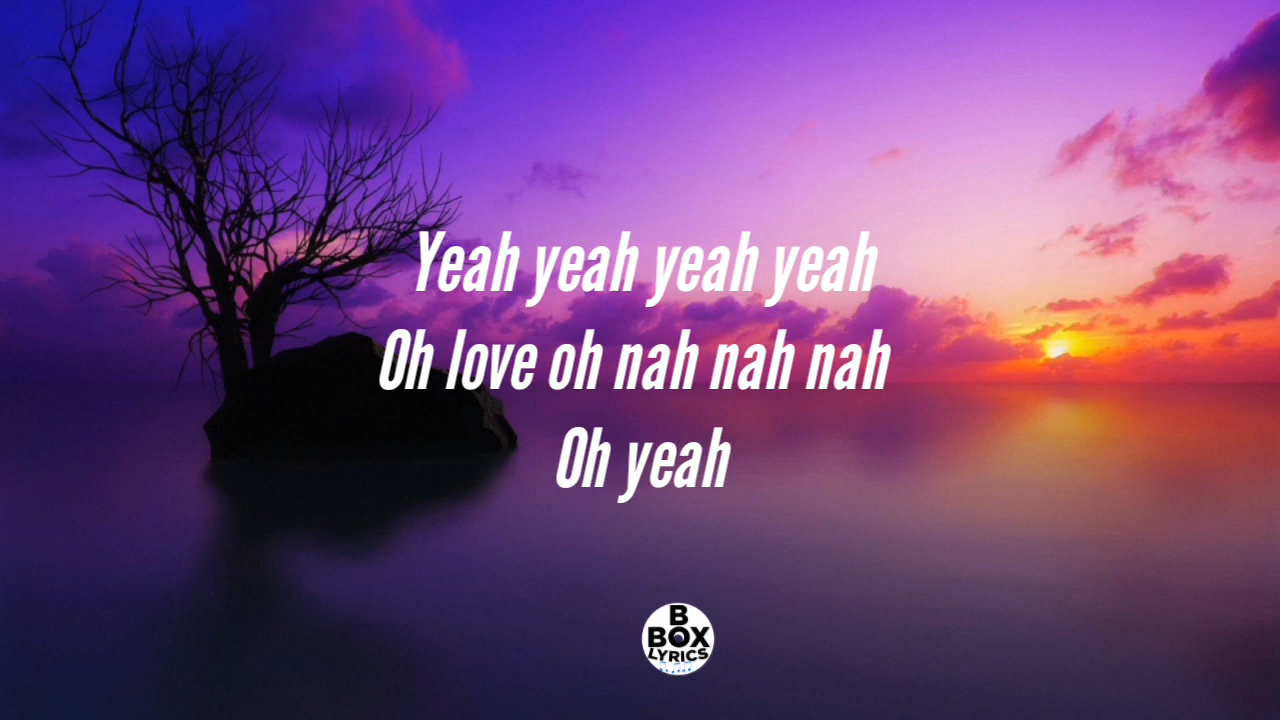 Yeah yeah yeah yeah
Oh love oh nah nah nah
Oh yeah
B
BOX
LYRICS